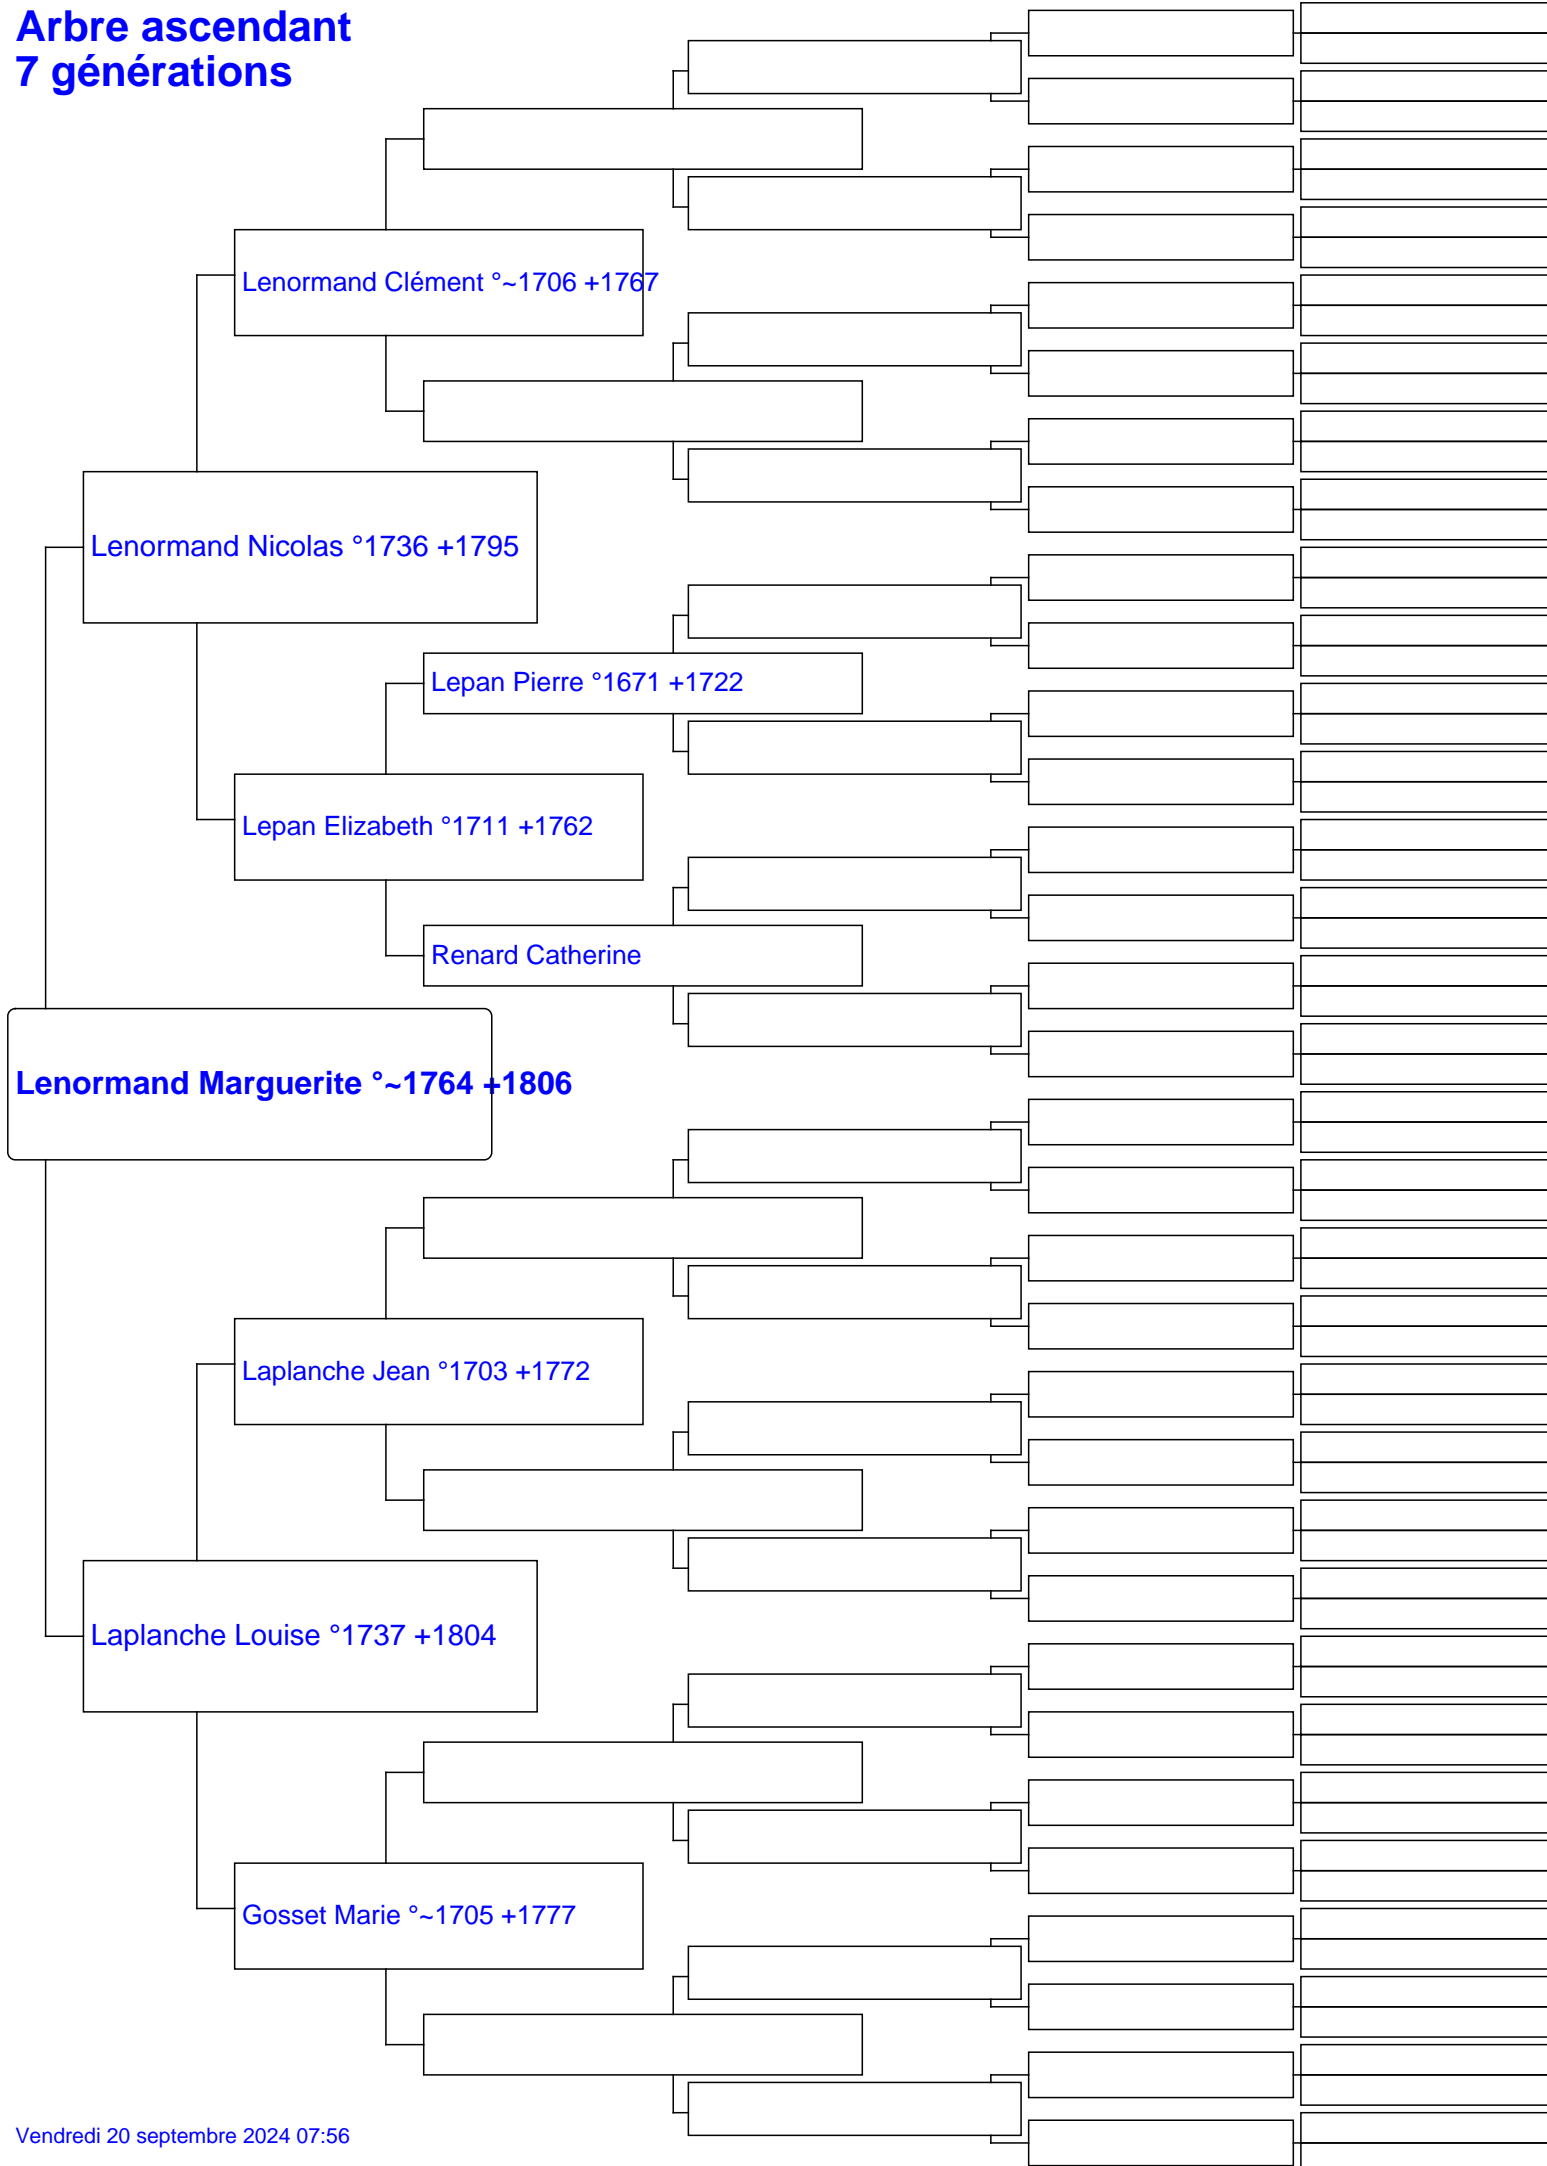 Arbre ascendant
7 générations
Lenormand Clément °~1706 +1767
Lenormand Nicolas °1736 +1795
Lepan Pierre °1671 +1722
Lepan Elizabeth °1711 +1762
Renard Catherine
Lenormand Marguerite °~1764 +1806
Laplanche Jean °1703 +1772
Laplanche Louise °1737 +1804
Gosset Marie °~1705 +1777
Vendredi 20 septembre 2024 07:56